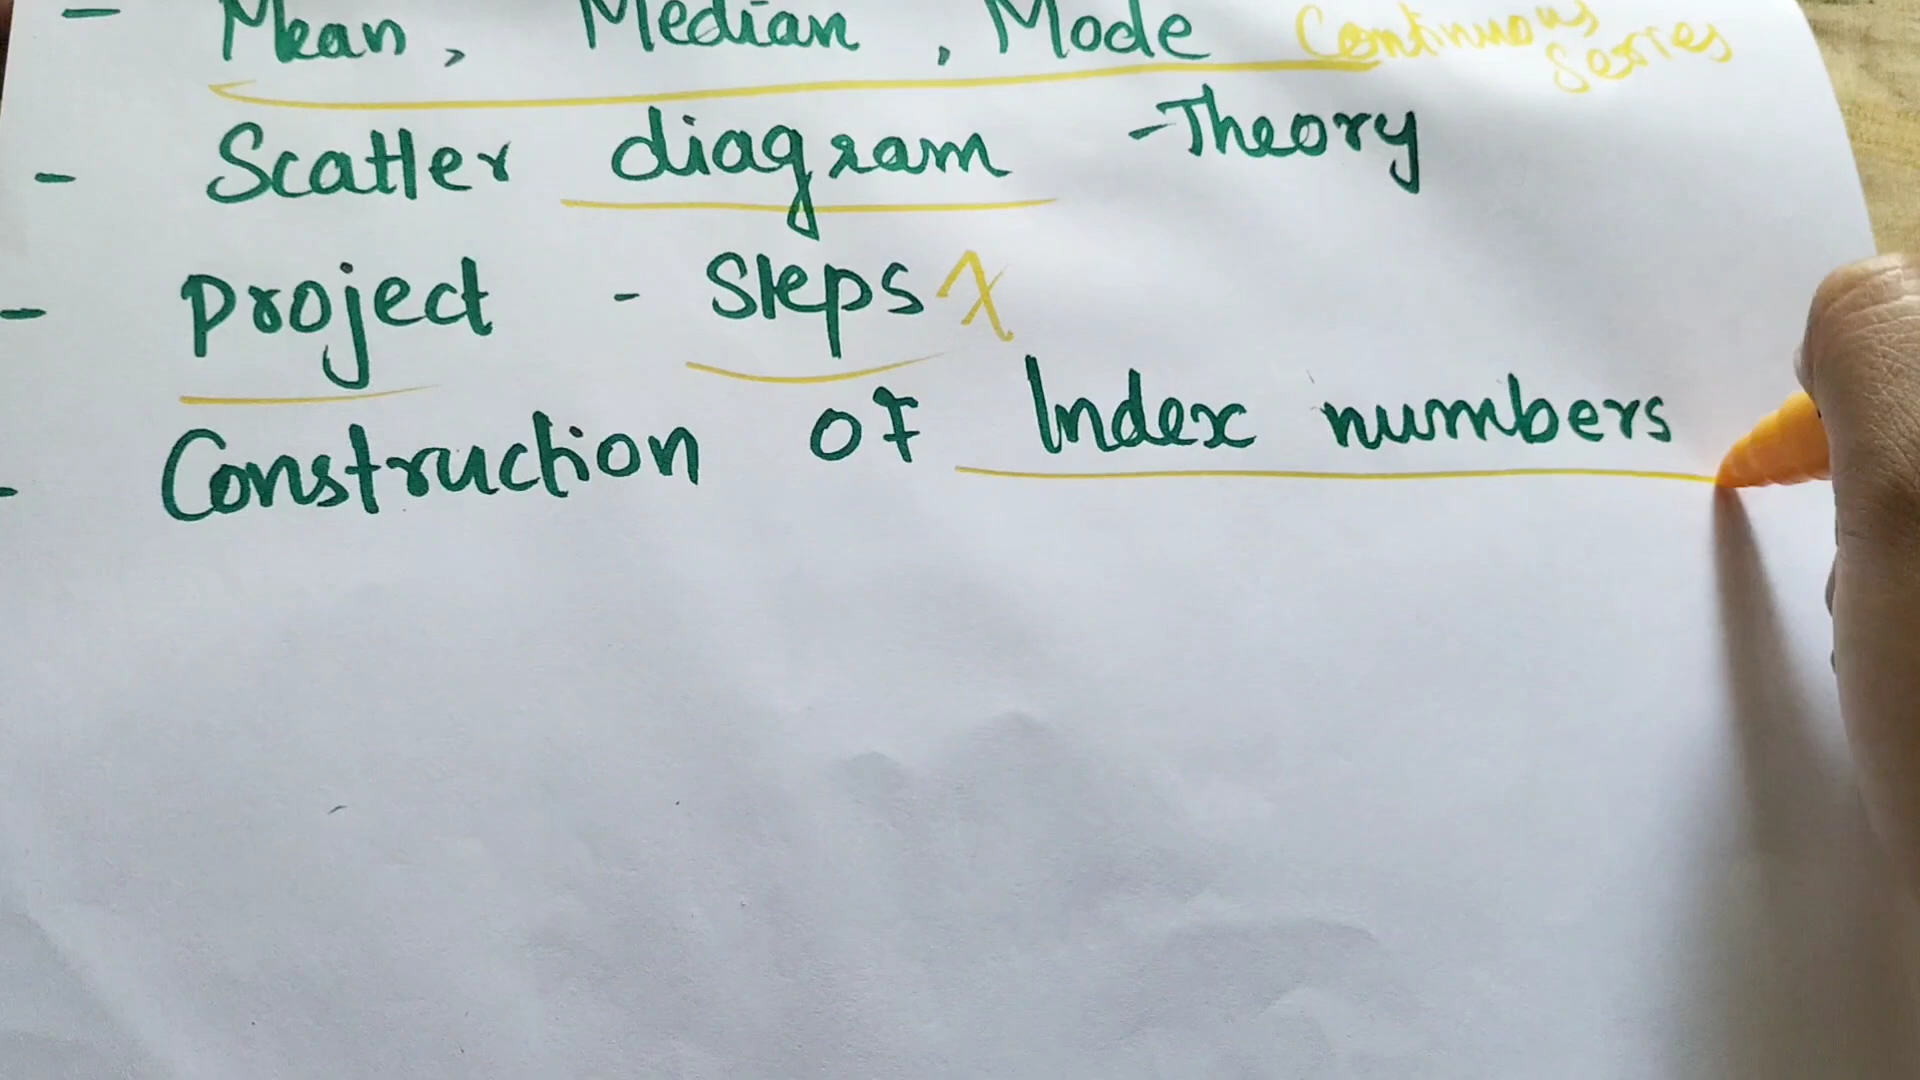 - Mean, Median, Mode Continuous Series
- Scatter diagram - Theory
- Project - Steps X
- Construction of Index numbers